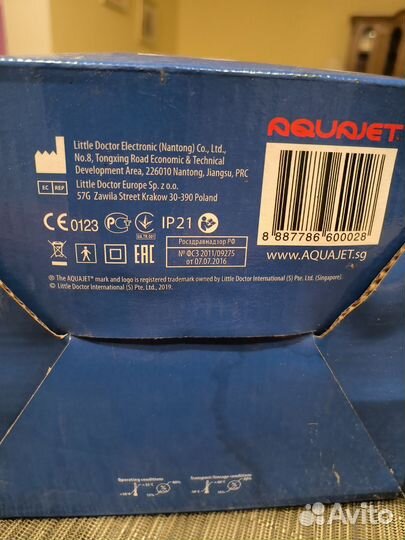 AQUAJET
Little Doctor Electronic (Nantong) Co., Ltd.,
No.8, Tongxing Road Economic & Technical
Development Area, 226010 Nantong, Jiangsu, PRC
EC REP
Little Doctor Europe Sp. z o.o.
57G Zawila Street Krakow 30-390 Poland
CE 0123 IP21
EAC
Росздравнадзор РФ
№ ФСЗ 2011/09275
от 07.07.2016
8 887786 600028
WWW.AQUAJET.sg
® The AQUAJET® mark and logo is registered trademark owned by Little Doctor International (S) Pte. Ltd. (Singapore).
© Little Doctor International (S) Pte. Ltd., 2019.
Operating conditions
Transport/storage conditions
Avito